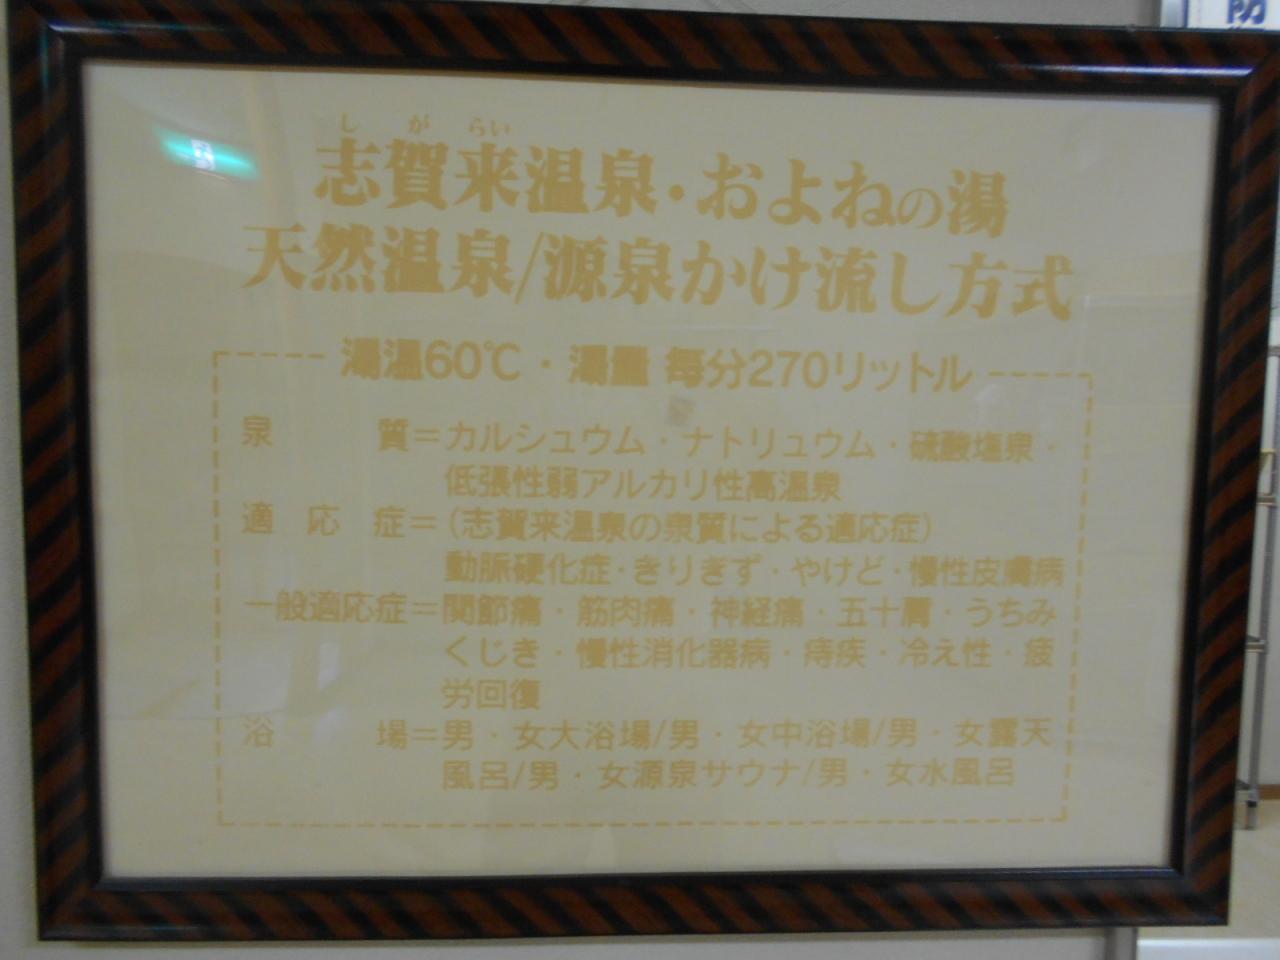 防
しがらい
志賀来温泉・およねの湯
天然温泉/源泉かけ流し方式
湯温60℃・湯量 毎分270リットル
泉質=カルシュウム・ナトリュウム・硫酸塩泉・
低張性弱アルカリ性高温泉
適応症=(志賀来温泉の泉質による適応症)
動脈硬化症・きりきず・やけど・慢性皮膚病
一般適応症=関節痛・筋肉痛・神経痛・五十肩・うちみ
くじき・慢性消化器病・痔疾・冷え性・疲
労回復
浴場=男・女大浴場/男・女中浴場/男・女露天
風呂/男・女源泉サウナ/男・女水風呂